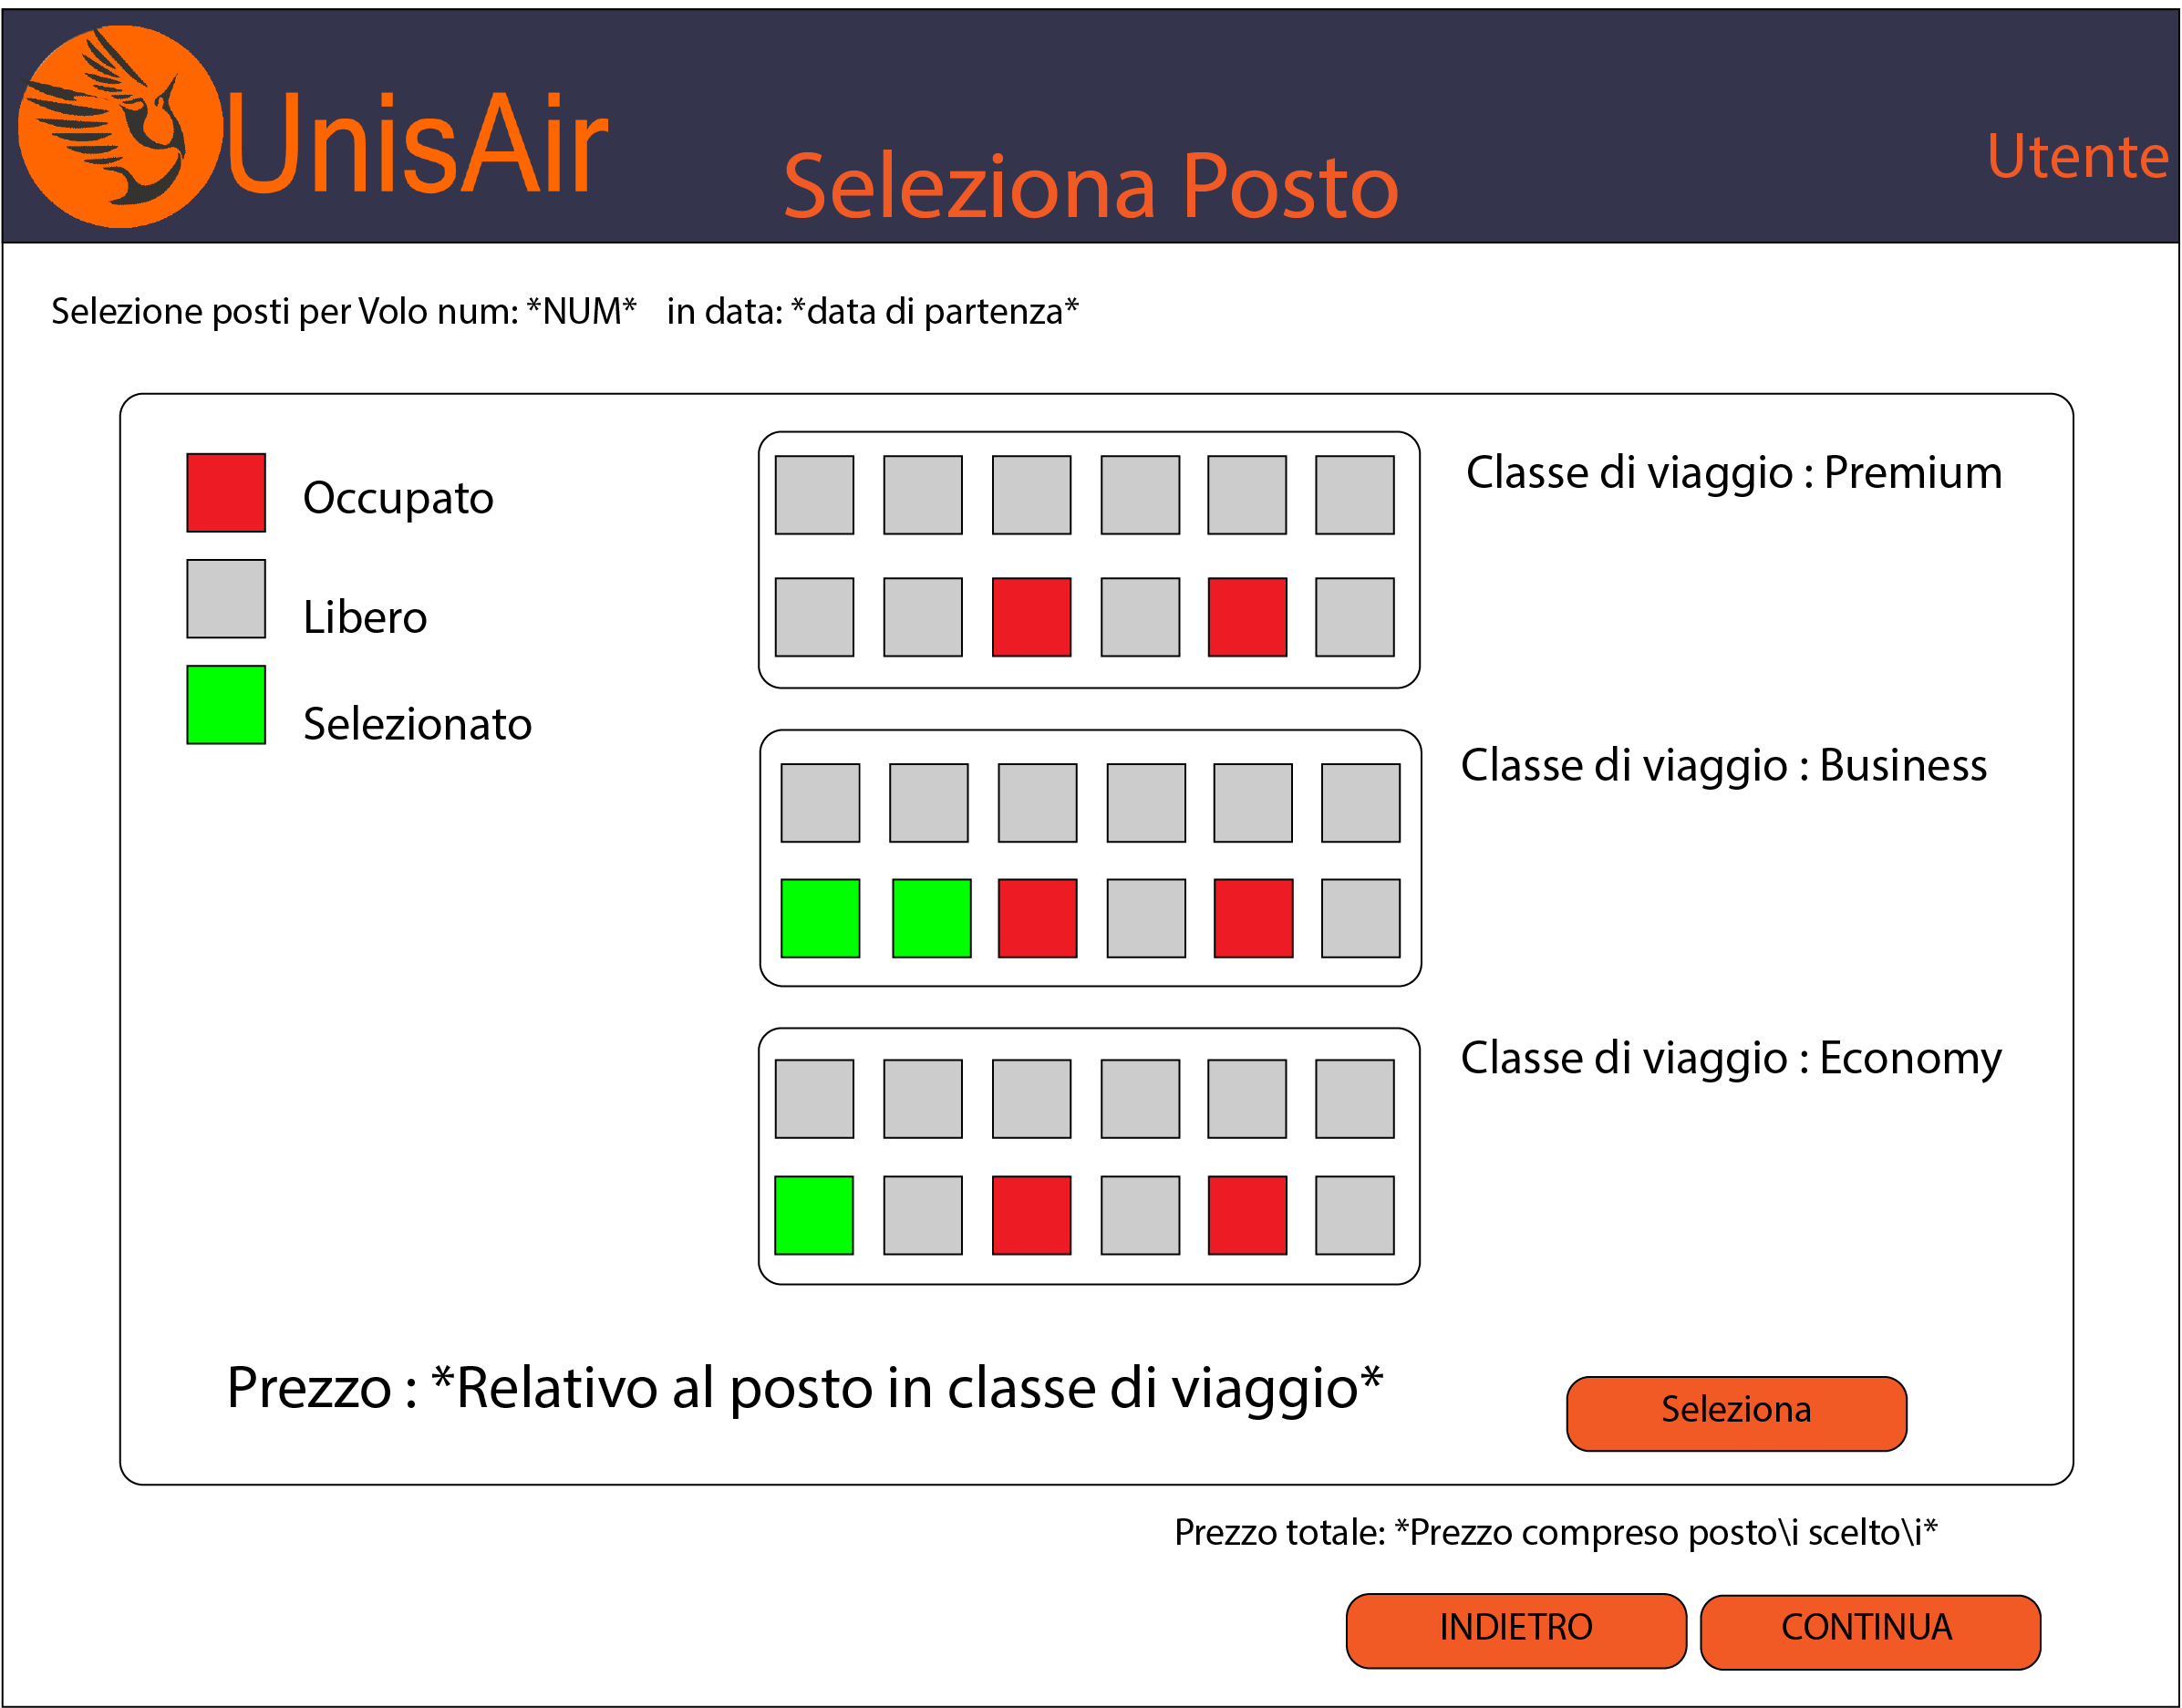 UnisAir
Seleziona Posto
Utente
Selezione posti per Volo num: *NUM* in data: *data di partenza*
Occupato
Libero
Selezionato
Classe di viaggio : Premium
Classe di viaggio : Business
Classe di viaggio : Economy
Prezzo : *Relativo al posto in classe di viaggio*
Seleziona
Prezzo totale: *Prezzo compreso posto\i scelto\i*
INDIETRO
CONTINUA